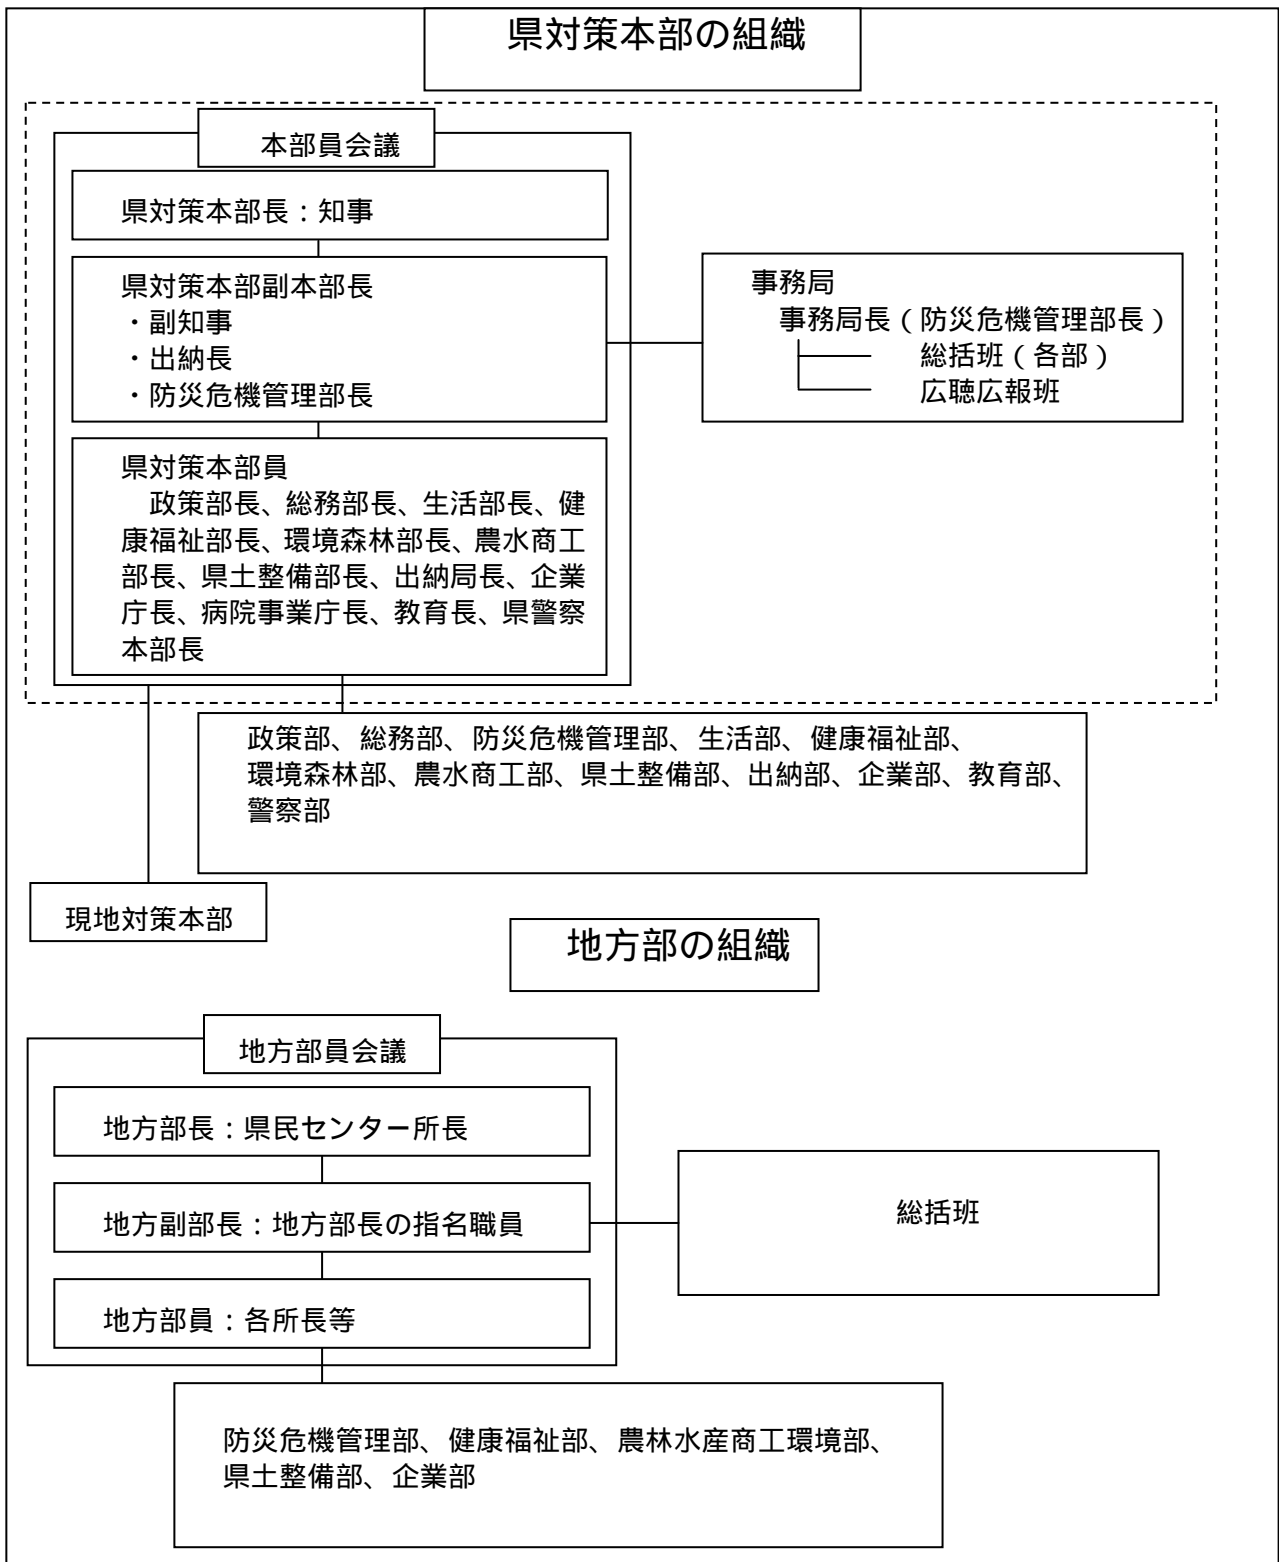 県対策本部の組織
本部員会議
県対策本部長:知事
県対策本部副本部長
・副知事
・出納長
・防災危機管理部長
事務局
事務局長(防災危機管理部長)
総括班(各部)
広聴広報班
県対策本部員
政策部長、総務部長、生活部長、健
康福祉部長、環境森林部長、農水商工
部長、県土整備部長、出納局長、企業
庁長、病院事業庁長、教育長、県警察
本部長
政策部、総務部、防災危機管理部、生活部、健康福祉部、
環境森林部、農水商工部、県土整備部、出納部、企業部、教育部、
警察部
現地対策本部
地方部の組織
地方部員会議
地方部長:県民センター所長
地方副部長:地方部長の指名職員
総括班
地方部員:各所長等
防災危機管理部、健康福祉部、農林水産商工環境部、
県土整備部、企業部